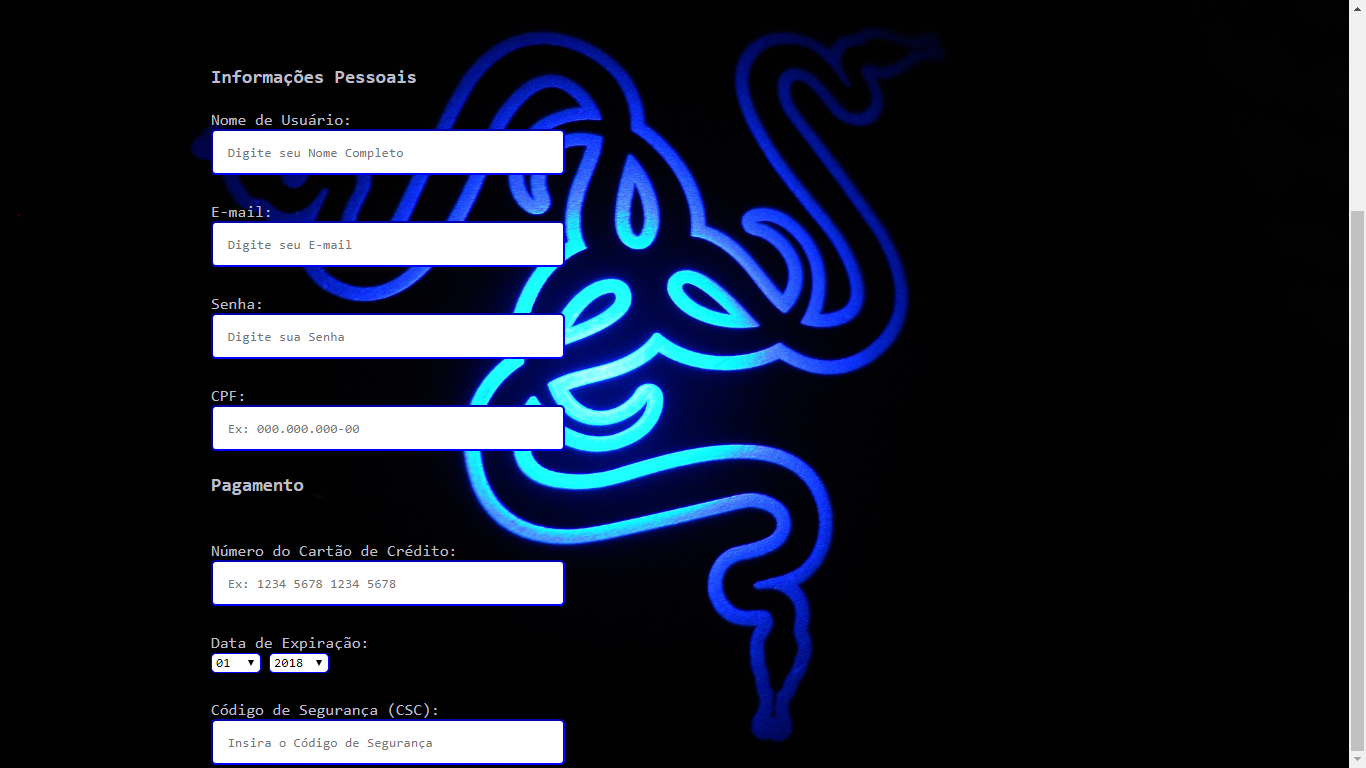 Informações Pessoais
Nome de Usuário:
Digite seu Nome Completo
E-mail:
Digite seu E-mail
Senha:
Digite sua Senha
CPF:
Ex: 000.000.000-00
Pagamento
Número do Cartão de Crédito:
Ex: 1234 5678 1234 5678
Data de Expiração:
01 2018
Código de Segurança (CSC):
Insira o Código de Segurança